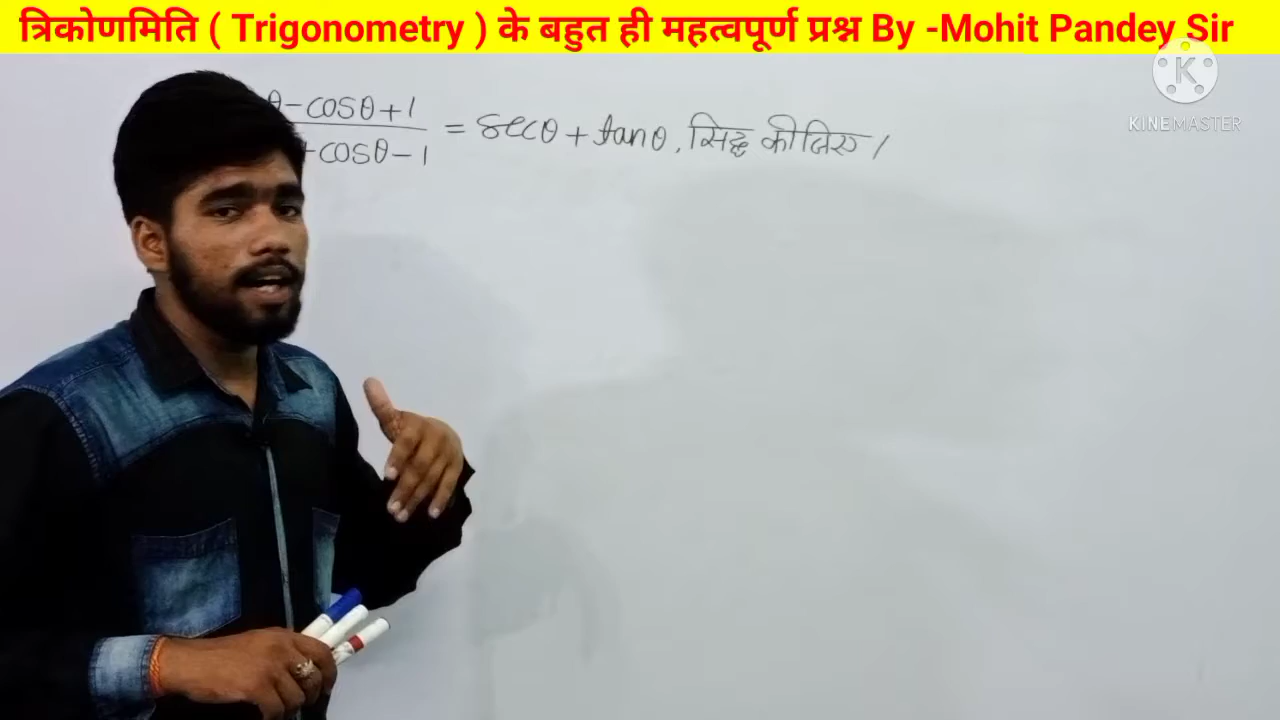 त्रिकोणमिति ( Trigonometry ) के बहुत ही महत्वपूर्ण प्रश्न By -Mohit Pandey Sir
K
KINEMASTER
θ-cosθ+1
+cosθ-1
= secθ + tanθ, सिद्ध कीजिए।